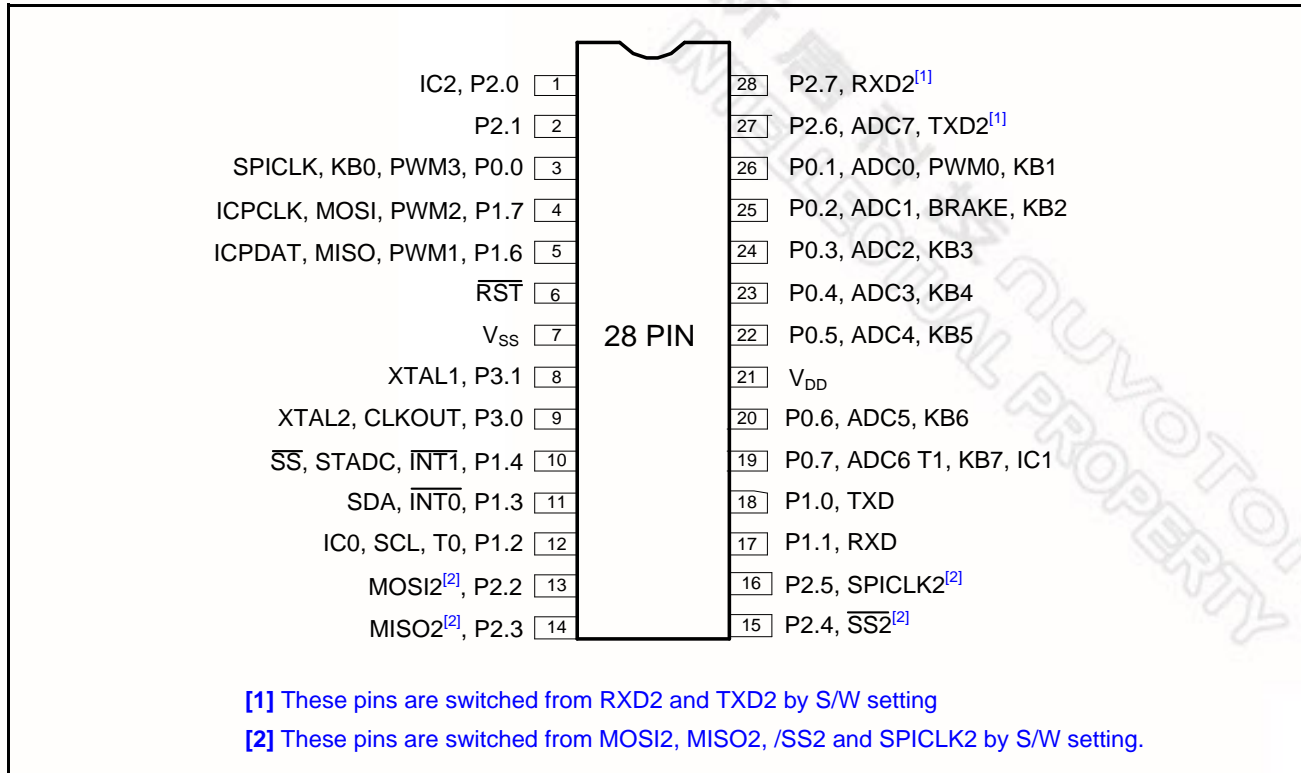 IC2, P2.0 1
P2.1 2
SPICLK, KB0, PWM3, P0.0 3
ICPCLK, MOSI, PWM2, P1.7 4
ICPDAT, MISO, PWM1, P1.6 5
R̅S̅T̅ 6
VSS 7
XTAL1, P3.1 8
XTAL2, CLKOUT, P3.0 9
S̅S̅, STADC, I̅N̅T̅1̅, P1.4 10
SDA, I̅N̅T̅0̅, P1.3 11
IC0, SCL, T0, P1.2 12
MOSI2[2], P2.2 13
MISO2[2], P2.3 14
28 PIN
28 P2.7, RXD2[1]
27 P2.6, ADC7, TXD2[1]
26 P0.1, ADC0, PWM0, KB1
25 P0.2, ADC1, BRAKE, KB2
24 P0.3, ADC2, KB3
23 P0.4, ADC3, KB4
22 P0.5, ADC4, KB5
21 VDD
20 P0.6, ADC5, KB6
19 P0.7, ADC6 T1, KB7, IC1
18 P1.0, TXD
17 P1.1, RXD
16 P2.5, SPICLK2[2]
15 P2.4, S̅S̅2̅[2]
[1] These pins are switched from RXD2 and TXD2 by S/W setting
[2] These pins are switched from MOSI2, MISO2, /SS2 and SPICLK2 by S/W setting.
nuvoton
INTELLECTUAL PROPERTY